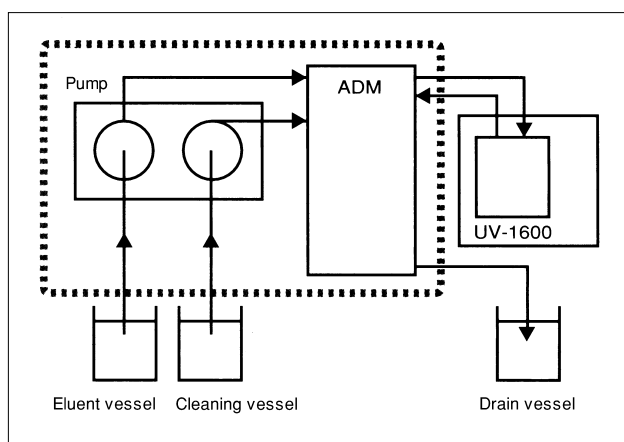 Pump
ADM
UV-1600
Eluent vessel
Cleaning vessel
Drain vessel